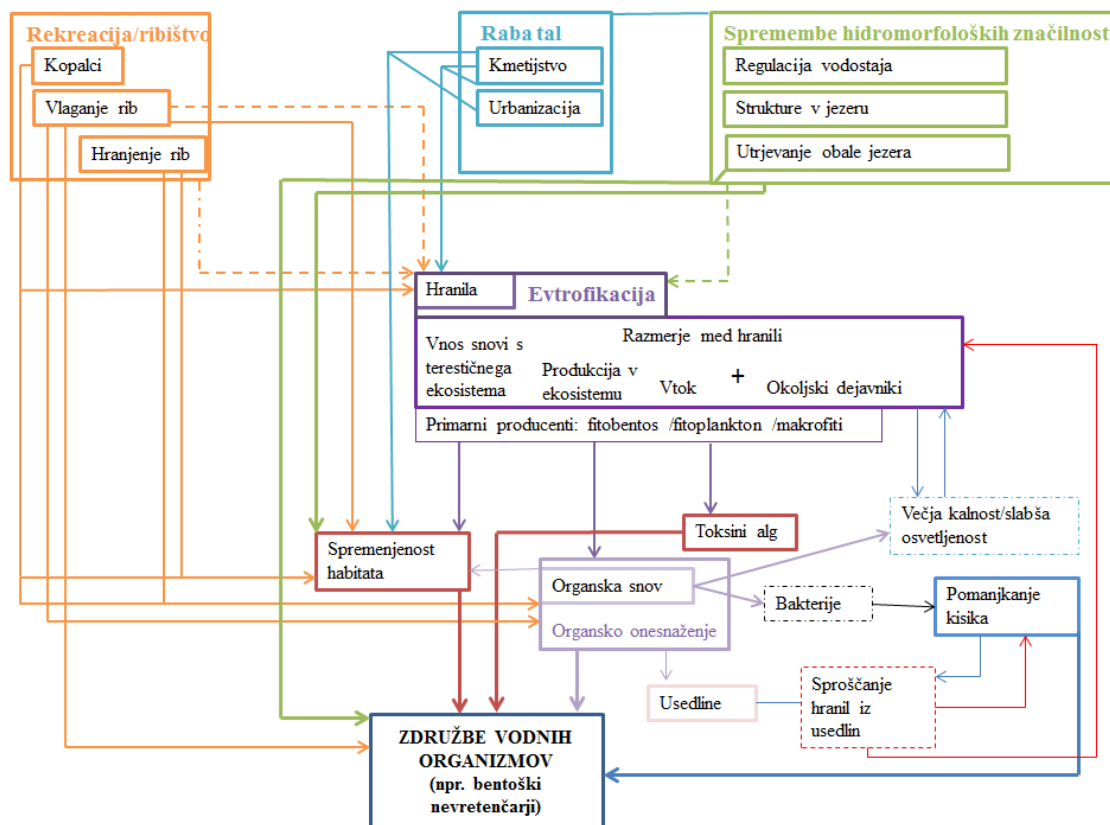 Rekreacija/ribištvo
Kopalci
Vlaganje rib
Hranjenje rib
Raba tal
Kmetijstvo
Urbanizacija
Spremembe hidromorfoloških značilnost
Regulacija vodostaja
Strukture v jezeru
Utrjevanje obale jezera
Hranila
Evtrofikacija
Razmerje med hranili
Vnos snovi s
terestičnega
ekosistema
Produkcija v
ekosistemu
Vtok
+
Okoljski dejavniki
Primarni producenti: fitobentos /fitoplankton /makrofiti
Spremenjenost
habitata
Toksini alg
Večja kalnost/slabša
osvetljenost
Organska snov
Organsko onesnaženje
Bakterije
Pomanjkanje
kisika
Usedline
Sproščanje
hranil iz
usedlin
ZDRUŽBE VODNIH
ORGANIZMOV
(npr. bentoški
nevretenčarji)